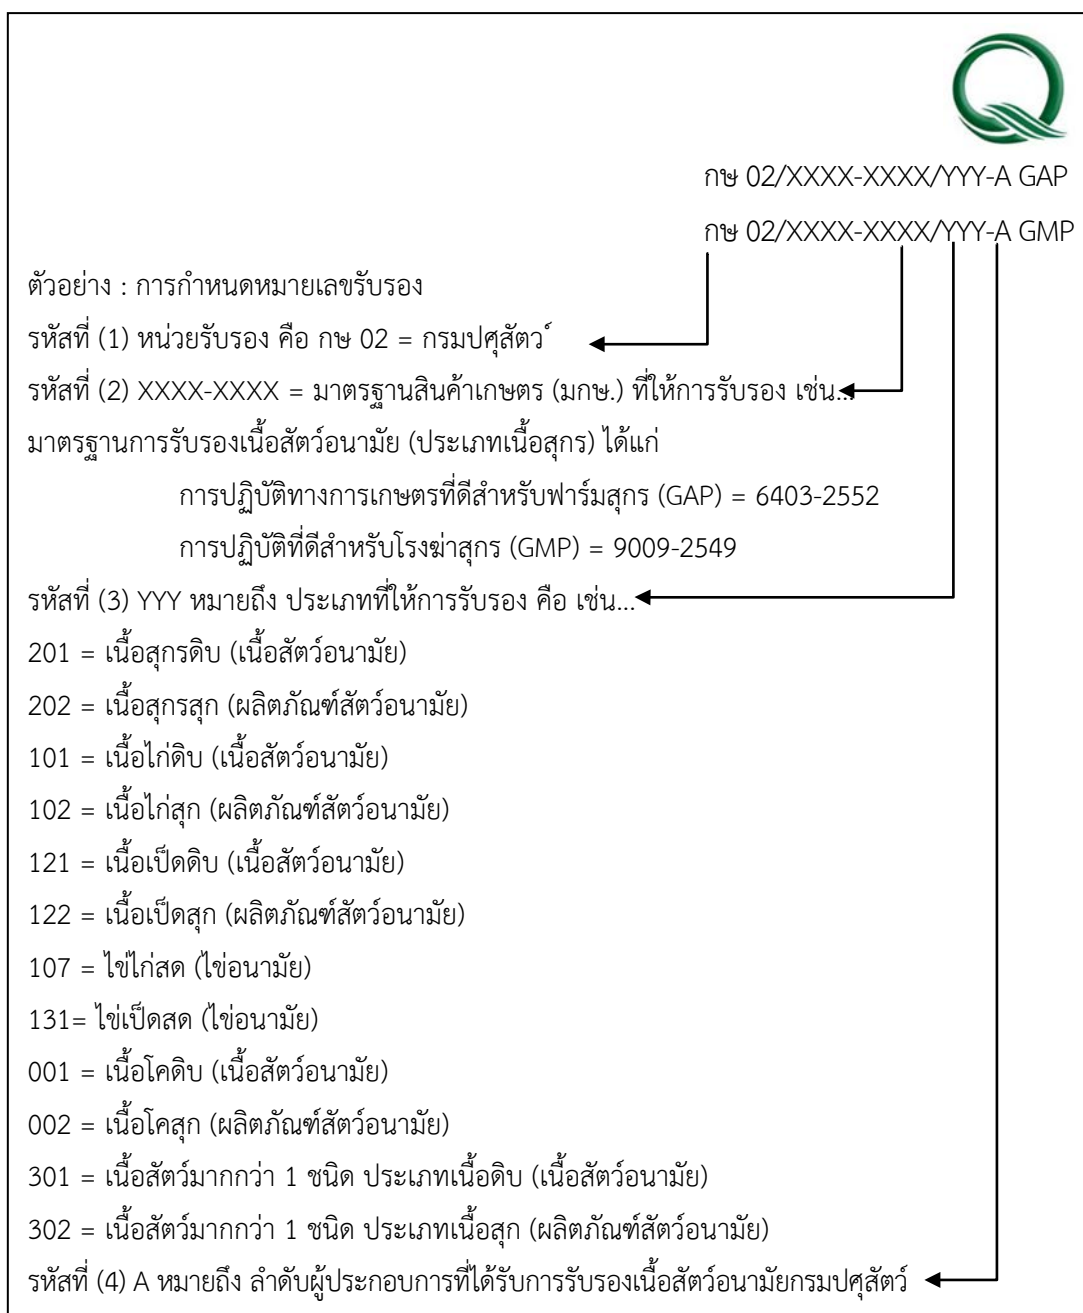 กษ 02/XXXX-XXXX/YYY-A GAP
กษ 02/XXXX-XXXX/YYY-A GMP
ตัวอย่าง : การกำหนดหมายเลขรับรอง
รหัสที่ (1) หน่วยรับรอง คือ กษ 02 = กรมปศุสัตว์
รหัสที่ (2) XXXX-XXXX = มาตรฐานสินค้าเกษตร (มกษ.) ที่ให้การรับรอง เช่น...
มาตรฐานการรับรองเนื้อสัตว์อนามัย (ประเภทเนื้อสุกร) ได้แก่
การปฏิบัติทางการเกษตรที่ดีสำหรับฟาร์มสุกร (GAP) = 6403-2552
การปฏิบัติที่ดีสำหรับโรงฆ่าสุกร (GMP) = 9009-2549
รหัสที่ (3) YYY หมายถึง ประเภทที่ให้การรับรอง คือ เช่น...
201 = เนื้อสุกรดิบ (เนื้อสัตว์อนามัย)
202 = เนื้อสุกรสุก (ผลิตภัณฑ์สัตว์อนามัย)
101 = เนื้อไก่ดิบ (เนื้อสัตว์อนามัย)
102 = เนื้อไก่สุก (ผลิตภัณฑ์สัตว์อนามัย)
121 = เนื้อเป็ดดิบ (เนื้อสัตว์อนามัย)
122 = เนื้อเป็ดสุก (ผลิตภัณฑ์สัตว์อนามัย)
107 = ไข่ไก่สด (ไข่อนามัย)
131= ไข่เป็ดสด (ไข่อนามัย)
001 = เนื้อโคดิบ (เนื้อสัตว์อนามัย)
002 = เนื้อโคสุก (ผลิตภัณฑ์สัตว์อนามัย)
301 = เนื้อสัตว์มากกว่า 1 ชนิด ประเภทเนื้อดิบ (เนื้อสัตว์อนามัย)
302 = เนื้อสัตว์มากกว่า 1 ชนิด ประเภทเนื้อสุก (ผลิตภัณฑ์สัตว์อนามัย)
รหัสที่ (4) A หมายถึง ลำดับผู้ประกอบการที่ได้รับการรับรองเนื้อสัตว์อนามัยกรมปศุสัตว์